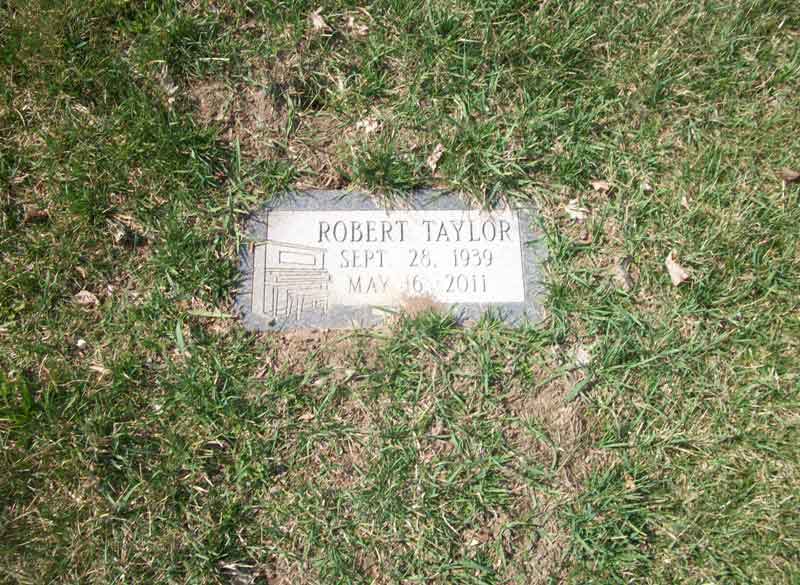 ROBERT TAYLOR
SEPT. 28, 1939
MAY 16, 2011